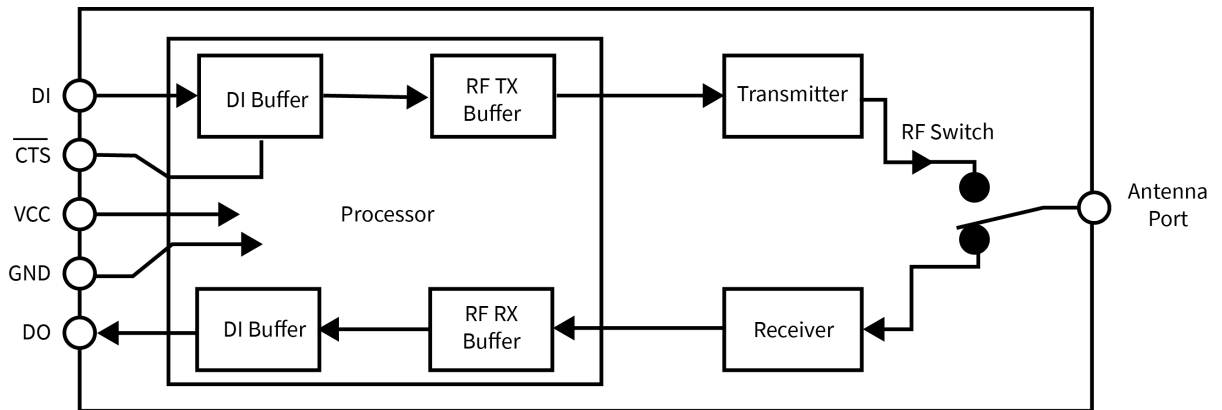 DI
DI Buffer
RF TX
Buffer
Transmitter
RF Switch
CTS
VCC
Processor
Antenna
Port
GND
DO
DI Buffer
RF RX
Buffer
Receiver